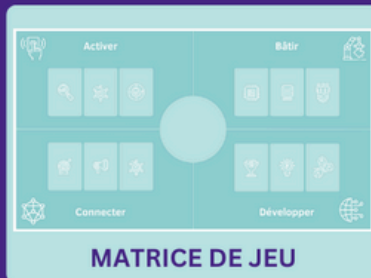 Activer
Bâtir
Connecter
Développer
MATRICE DE JEU